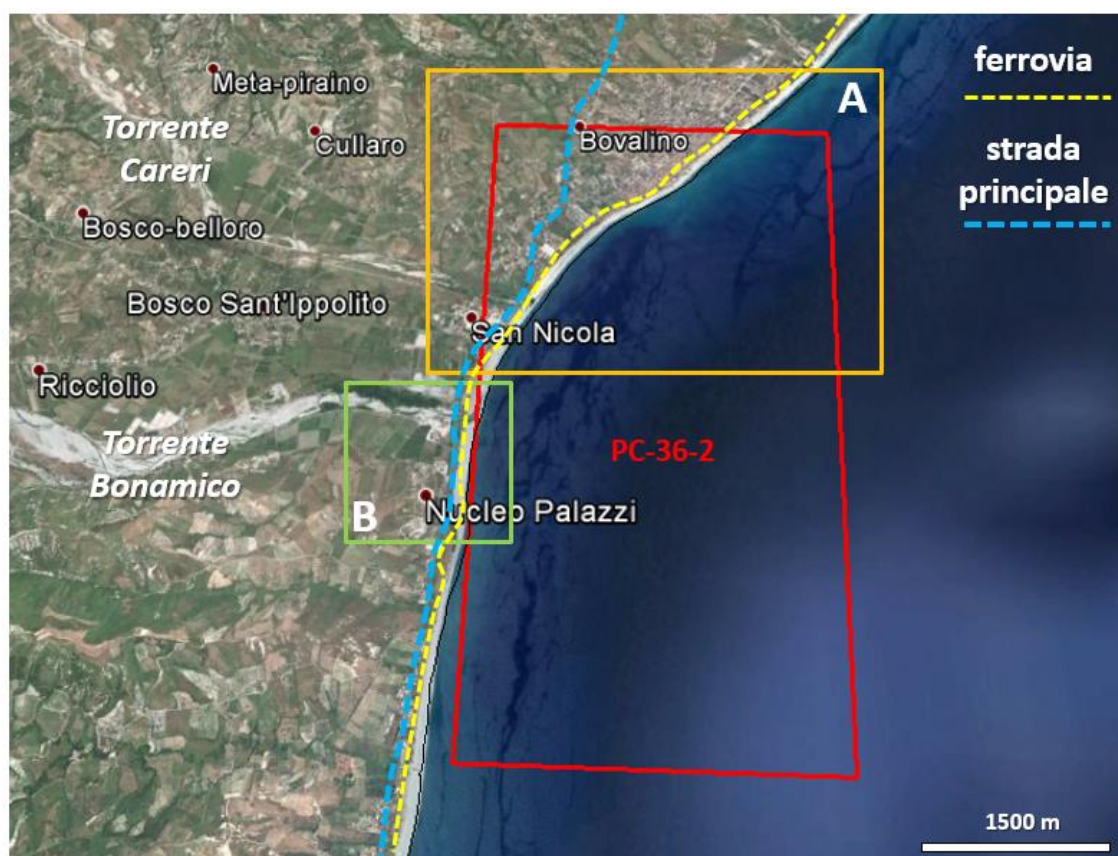 ferrovia
A
Meta-piraino
Torrente
Careri
Cullaro
Bovalino
strada
principale
Bosco-belloro
Bosco Sant'Ippolito
San Nicola
Ricciolio
Torrente
Bonamico
PC-36-2
B
Nucleo Palazzi
1500 m